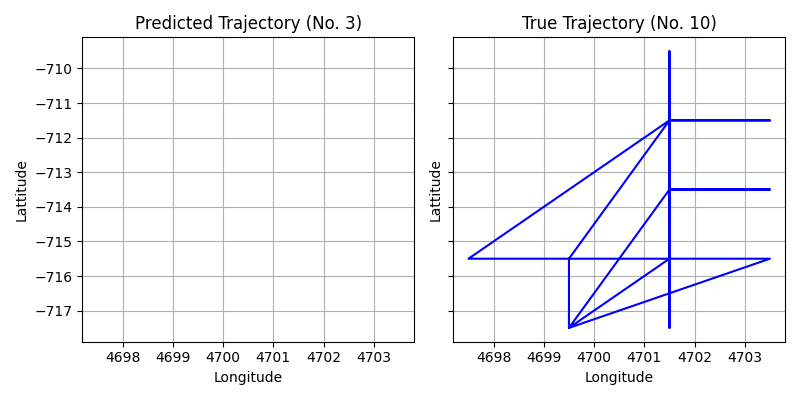 Predicted Trajectory (No. 3)
True Trajectory (No. 10)
Lattitude
−710
−711
−712
−713
−714
−715
−716
−717
4698 4699 4700 4701 4702 4703
Longitude
Lattitude
4698 4699 4700 4701 4702 4703
Longitude